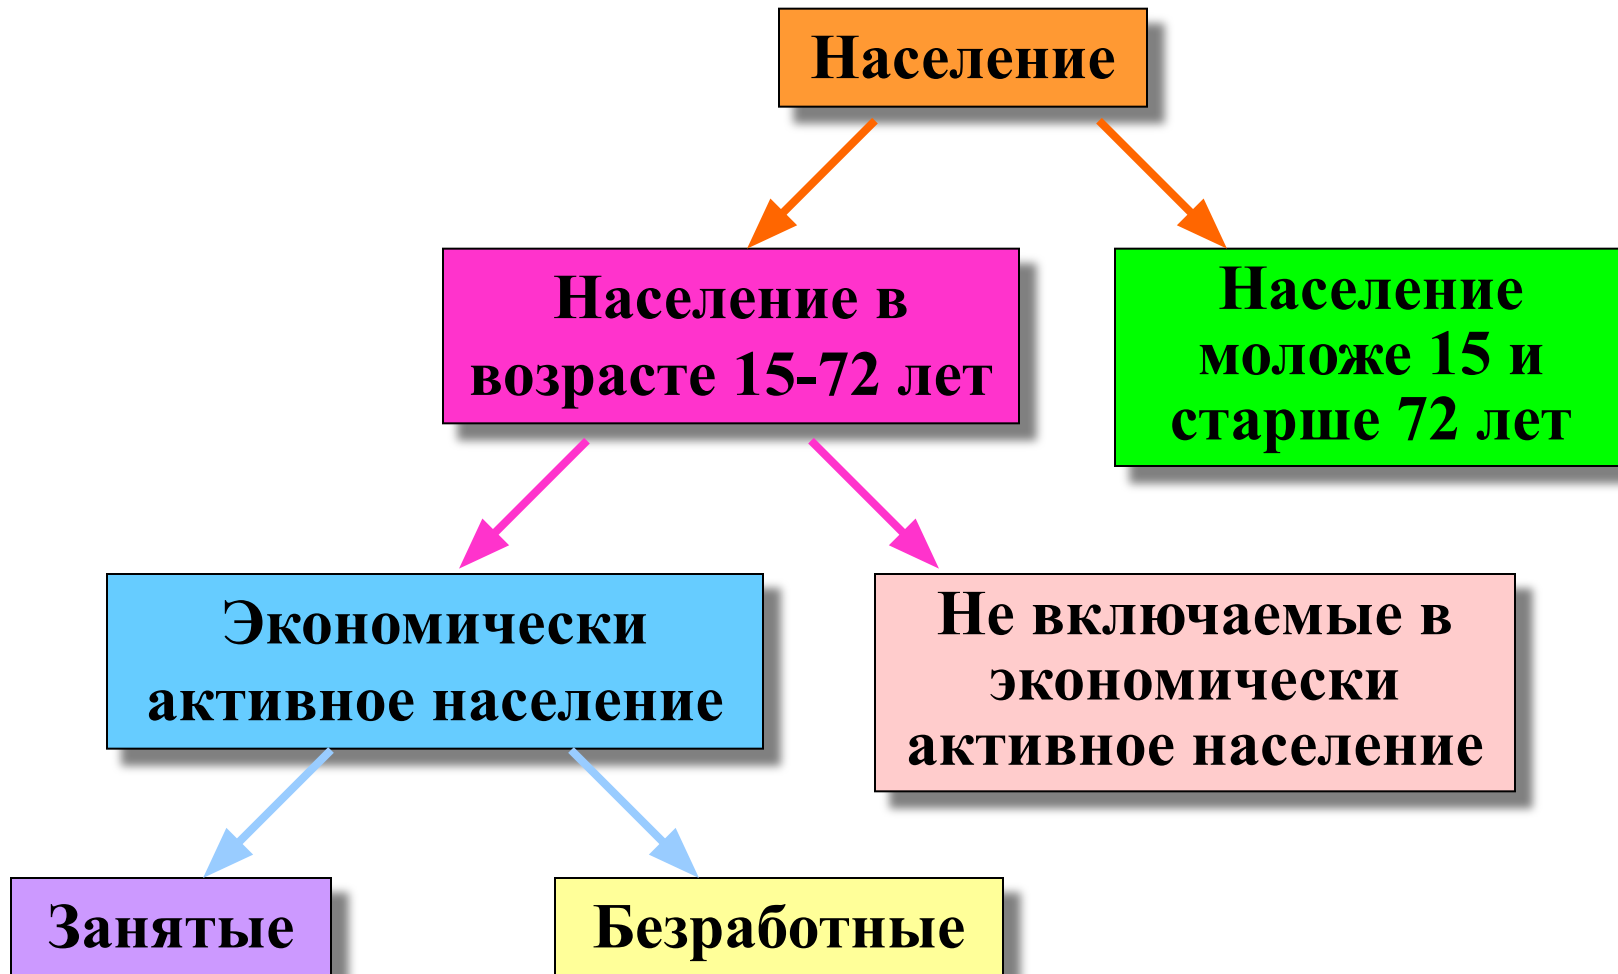 Население
Население в
возрасте 15-72 лет
Население
моложе 15 и
старше 72 лет
Экономически
активное население
Не включаемые в
экономически
активное население
Занятые
Безработные